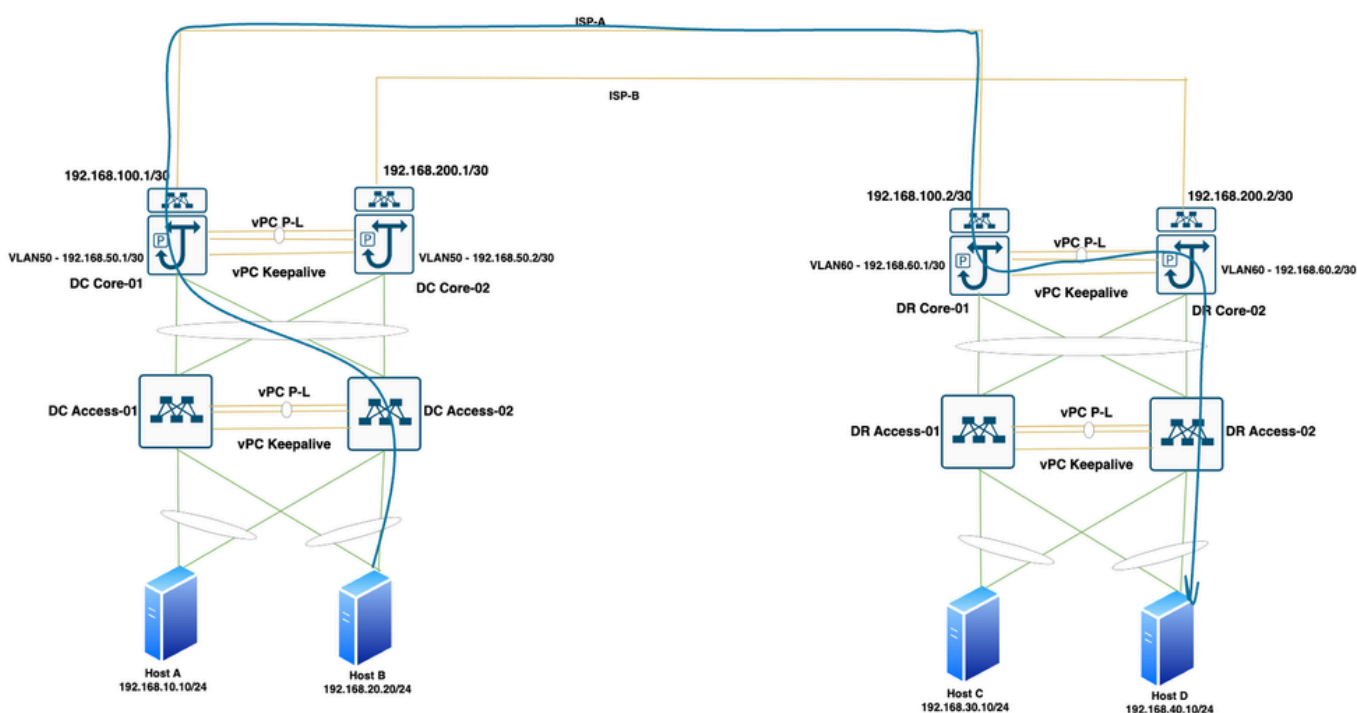 ISP-A
ISP-B
192.168.100.1/30
192.168.200.1/30
192.168.100.2/30
192.168.200.2/30
vPC P-L
P
P
VLAN50 - 192.168.50.1/30
VLAN50 - 192.168.50.2/30
vPC Keepalive
DC Core-01
DC Core-02
vPC P-L
P
P
VLAN60 - 192.168.60.1/30
VLAN60 - 192.168.60.2/30
vPC Keepalive
DR Core-01
DR Core-02
vPC P-L
DC Access-01
DC Access-02
vPC Keepalive
vPC P-L
DR Access-01
DR Access-02
vPC Keepalive
Host A
192.168.10.10/24
Host B
192.168.20.20/24
Host C
192.168.30.10/24
Host D
192.168.40.10/24